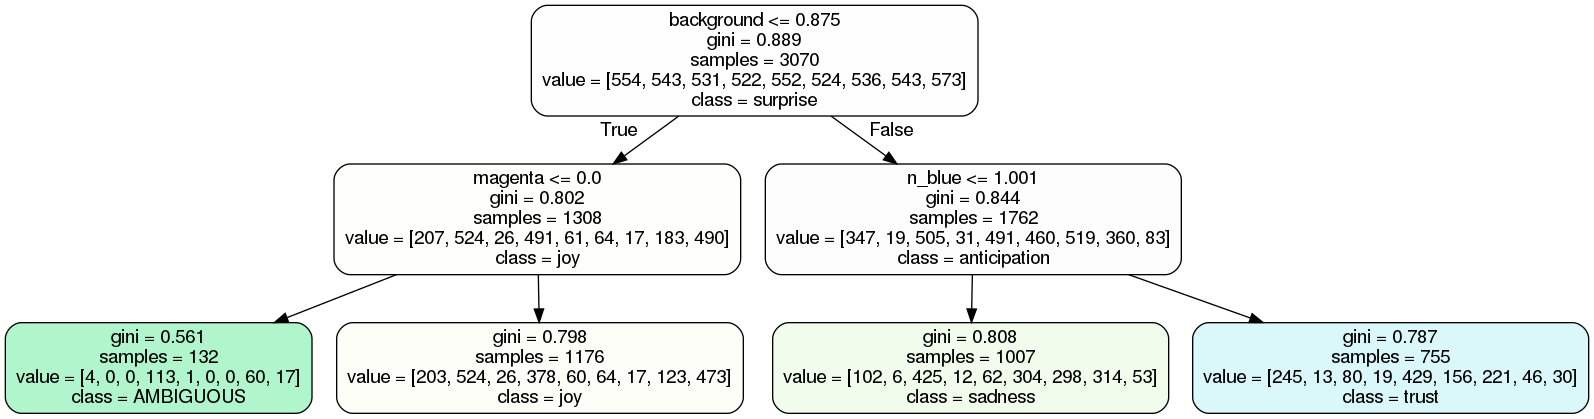 background <= 0.875
gini = 0.889
samples = 3070
value = [554, 543, 531, 522, 552, 524, 536, 543, 573]
class = surprise
True
False
magenta <= 0.0
gini = 0.802
samples = 1308
value = [207, 524, 26, 491, 61, 64, 17, 183, 490]
class = joy
n_blue <= 1.001
gini = 0.844
samples = 1762
value = [347, 19, 505, 31, 491, 460, 519, 360, 83]
class = anticipation
gini = 0.561
samples = 132
value = [4, 0, 0, 113, 1, 0, 0, 60, 17]
class = AMBIGUOUS
gini = 0.798
samples = 1176
value = [203, 524, 26, 378, 60, 64, 17, 123, 473]
class = joy
gini = 0.808
samples = 1007
value = [102, 6, 425, 12, 62, 304, 298, 314, 53]
class = sadness
gini = 0.787
samples = 755
value = [245, 13, 80, 19, 429, 156, 221, 46, 30]
class = trust